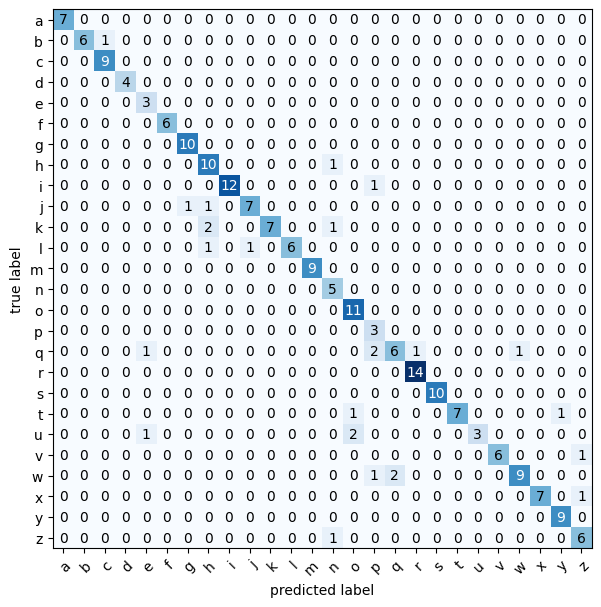 a 7 0 0 0 0 0 0 0 0 0 0 0 0 0 0 0 0 0 0 0 0 0 0 0 0 0
b 0 6 1 0 0 0 0 0 0 0 0 0 0 0 0 0 0 0 0 0 0 0 0 0 0 0
c 0 0 9 0 0 0 0 0 0 0 0 0 0 0 0 0 0 0 0 0 0 0 0 0 0 0
d 0 0 0 4 0 0 0 0 0 0 0 0 0 0 0 0 0 0 0 0 0 0 0 0 0 0
e 0 0 0 0 3 0 0 0 0 0 0 0 0 0 0 0 0 0 0 0 0 0 0 0 0 0
f 0 0 0 0 0 6 0 0 0 0 0 0 0 0 0 0 0 0 0 0 0 0 0 0 0 0
g 0 0 0 0 0 0 10 0 0 0 0 0 0 0 0 0 0 0 0 0 0 0 0 0 0 0
h 0 0 0 0 0 0 0 10 0 0 0 0 0 1 0 0 0 0 0 0 0 0 0 0 0 0
i 0 0 0 0 0 0 0 0 12 0 0 0 0 0 0 1 0 0 0 0 0 0 0 0 0 0
j 0 0 0 0 0 0 1 1 0 7 0 0 0 0 0 0 0 0 0 0 0 0 0 0 0 0
k 0 0 0 0 0 0 0 2 0 0 7 0 0 1 0 0 0 0 0 0 0 0 0 0 0 0
l 0 0 0 0 0 0 0 1 0 1 0 6 0 0 0 0 0 0 0 0 0 0 0 0 0 0
m 0 0 0 0 0 0 0 0 0 0 0 0 9 0 0 0 0 0 0 0 0 0 0 0 0 0
n 0 0 0 0 0 0 0 0 0 0 0 0 0 5 0 0 0 0 0 0 0 0 0 0 0 0
o 0 0 0 0 0 0 0 0 0 0 0 0 0 0 11 0 0 0 0 0 0 0 0 0 0 0
p 0 0 0 0 0 0 0 0 0 0 0 0 0 0 0 3 0 0 0 0 0 0 0 0 0 0
q 0 0 0 0 1 0 0 0 0 0 0 0 0 0 0 2 6 1 0 0 0 0 1 0 0 0
r 0 0 0 0 0 0 0 0 0 0 0 0 0 0 0 0 0 14 0 0 0 0 0 0 0 0
s 0 0 0 0 0 0 0 0 0 0 0 0 0 0 0 0 0 0 10 0 0 0 0 0 0 0
t 0 0 0 0 0 0 0 0 0 0 0 0 0 0 1 0 0 0 0 7 0 0 0 0 1 0
u 0 0 0 0 1 0 0 0 0 0 0 0 0 0 2 0 0 0 0 0 3 0 0 0 0 0
v 0 0 0 0 0 0 0 0 0 0 0 0 0 0 0 0 0 0 0 0 0 6 0 0 0 1
w 0 0 0 0 0 0 0 0 0 0 0 0 0 0 0 1 2 0 0 0 0 0 9 0 0 0
x 0 0 0 0 0 0 0 0 0 0 0 0 0 0 0 0 0 0 0 0 0 0 0 7 0 1
y 0 0 0 0 0 0 0 0 0 0 0 0 0 0 0 0 0 0 0 0 0 0 0 0 9 0
z 0 0 0 0 0 0 0 0 0 0 0 0 0 1 0 0 0 0 0 0 0 0 0 0 0 6
a b c d e f g h i j k l m n o p q r s t u v w x y z
predicted label
true label